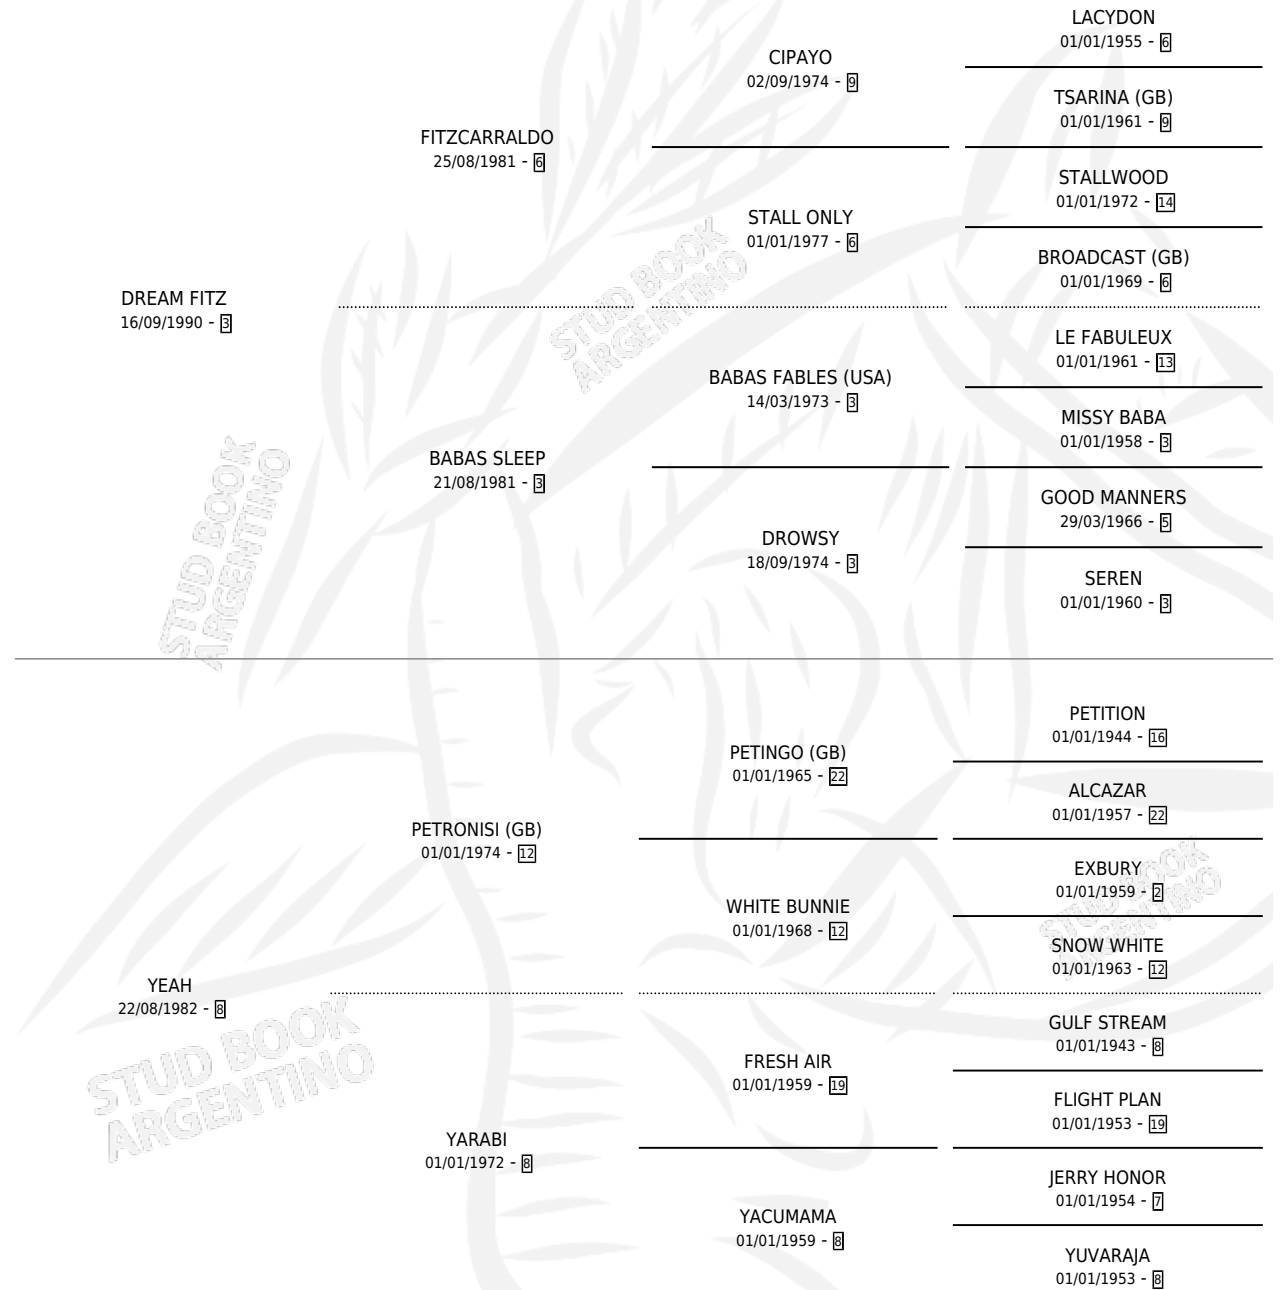 LACYDON
01/01/1955 - 6
CIPAYO
02/09/1974 - 9
TSARINA (GB)
01/01/1961 - 9
FITZCARRALDO
25/08/1981 - 6
STALLWOOD
01/01/1972 - 14
STALL ONLY
01/01/1977 - 6
BROADCAST (GB)
01/01/1969 - 6
DREAM FITZ
16/09/1990 - 3
STUD BOOK
ARGENTINO
LE FABULEUX
01/01/1961 - 13
BABAS FABLES (USA)
14/03/1973 - 3
MISSY BABA
01/01/1958 - 3
BABAS SLEEP
21/08/1981 - 3
GOOD MANNERS
29/03/1966 - 5
DROWSY
18/09/1974 - 3
SEREN
01/01/1960 - 3
STUD BOOK
ARGENTINO
PETITION
01/01/1944 - 16
PETINGO (GB)
01/01/1965 - 22
ALCAZAR
01/01/1957 - 22
PETRONISI (GB)
01/01/1974 - 12
EXBURY
01/01/1959 - 2
WHITE BUNNIE
01/01/1968 - 12
SNOW WHITE
01/01/1963 - 12
STUD BOOK
ARGENTINO
YEAH
22/08/1982 - 8
GULF STREAM
01/01/1943 - 8
FRESH AIR
01/01/1959 - 19
FLIGHT PLAN
01/01/1953 - 19
STUD BOOK
ARGENTINO
YARABI
01/01/1972 - 8
JERRY HONOR
01/01/1954 - 7
YACUMAMA
01/01/1959 - 8
YUVARAJA
01/01/1953 - 8